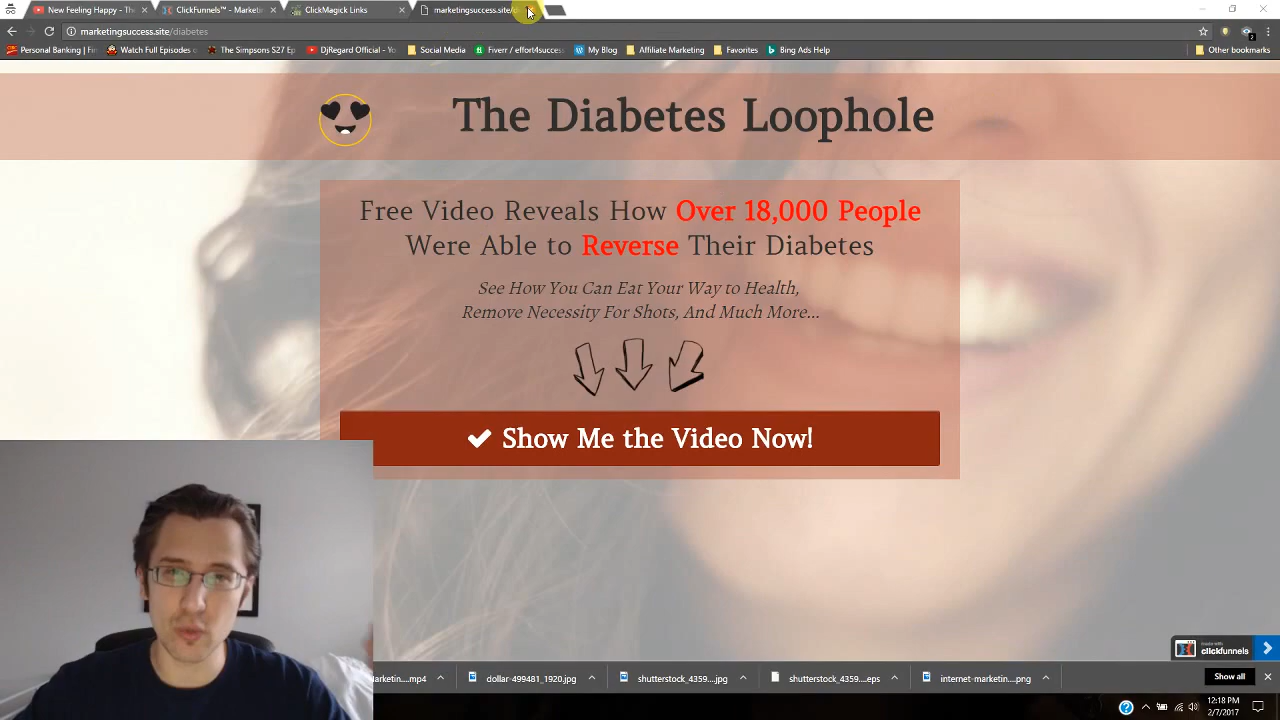 New Feeling Happy - Th
ClickFunnels™ - Marketin
ClickMagick Links
marketingsuccess.site/d
marketingsuccess.site/diabetes
Personal Banking | Fin
Watch Full Episodes o
The Simpsons S27 Ep
DjRegard Official - Yo
Social Media
Fiverr / effort4success
My Blog
Affiliate Marketing
Favorites
Bing Ads Help
Other bookmarks
The Diabetes Loophole
Free Video Reveals How Over 18,000 People
Were Able to Reverse Their Diabetes
See How You Can Eat Your Way to Health,
Remove Necessity For Shots, And Much More...
Show Me the Video Now!
made with
clickfunnels
arketin....mp4
dollar-499481_1920.jpg
shutterstock_4359....jpg
shutterstock_4359....eps
internet-marketin....png
Show all
12:18 PM
2/7/2017